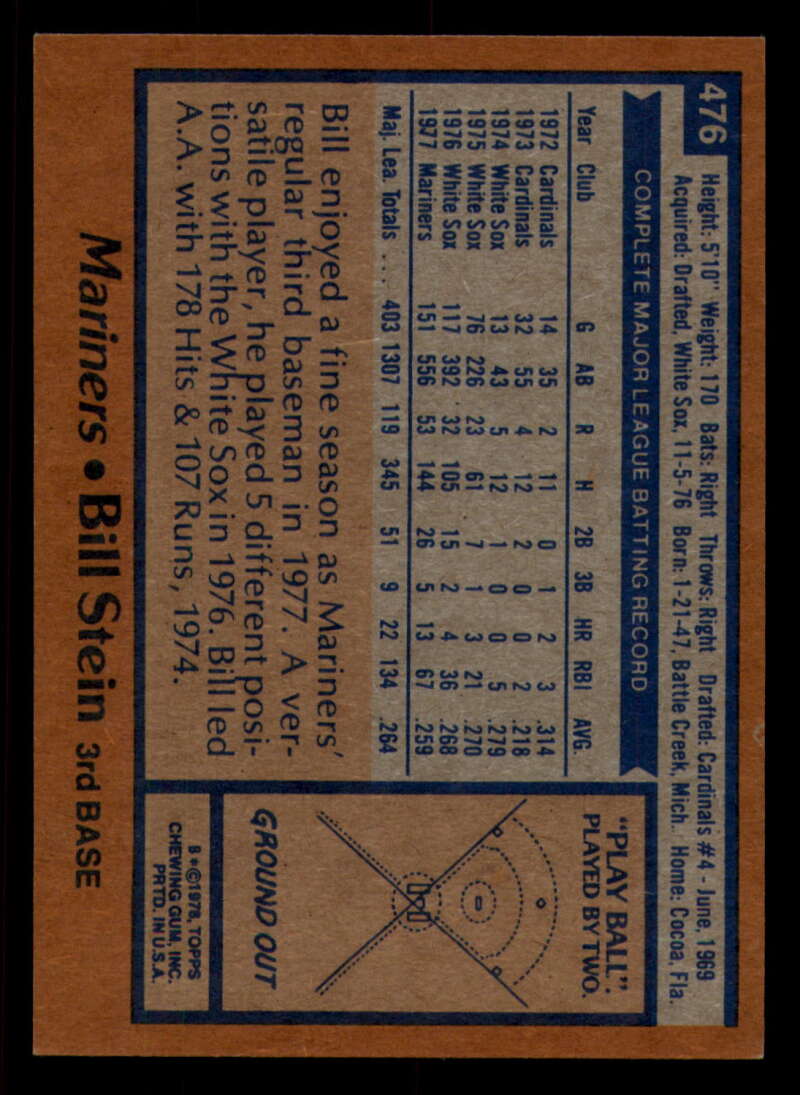 476
Height: 5'10" Weight: 170 Bats: Right Throws: Right Drafted: Cardinals #4 - June, 1969
Acquired: Drafted, White Sox, 11-5-76 Born: 1-21-47, Battle Creek, Mich. Home: Cocoa, Fla.
COMPLETE MAJOR LEAGUE BATTING RECORD
Year Club G AB R H 2B 3B HR RBI AVG.
1972 Cardinals 14 35 2 11 0 1 2 3 .314
1973 Cardinals 32 55 4 12 2 0 0 2 .218
1974 White Sox 13 43 5 12 1 0 0 5 .279
1975 White Sox 76 226 23 61 7 1 3 21 .270
1976 White Sox 117 392 32 105 15 2 4 36 .268
1977 Mariners 151 556 53 144 26 5 13 67 .259
Maj. Lea. Totals ... 403 1307 119 345 51 9 22 134 .264
Bill enjoyed a fine season as Mariners'
regular third baseman in 1977. A ver-
satile player, he played 5 different posi-
tions with the White Sox in 1976. Bill led
A.A. with 178 Hits & 107 Runs, 1974.
"PLAY BALL".
PLAYED BY TWO.
GROUND OUT
B*©1978, TOPPS
CHEWING GUM, INC.
PRTD. IN U.S.A.
Mariners • Bill Stein 3rd BASE